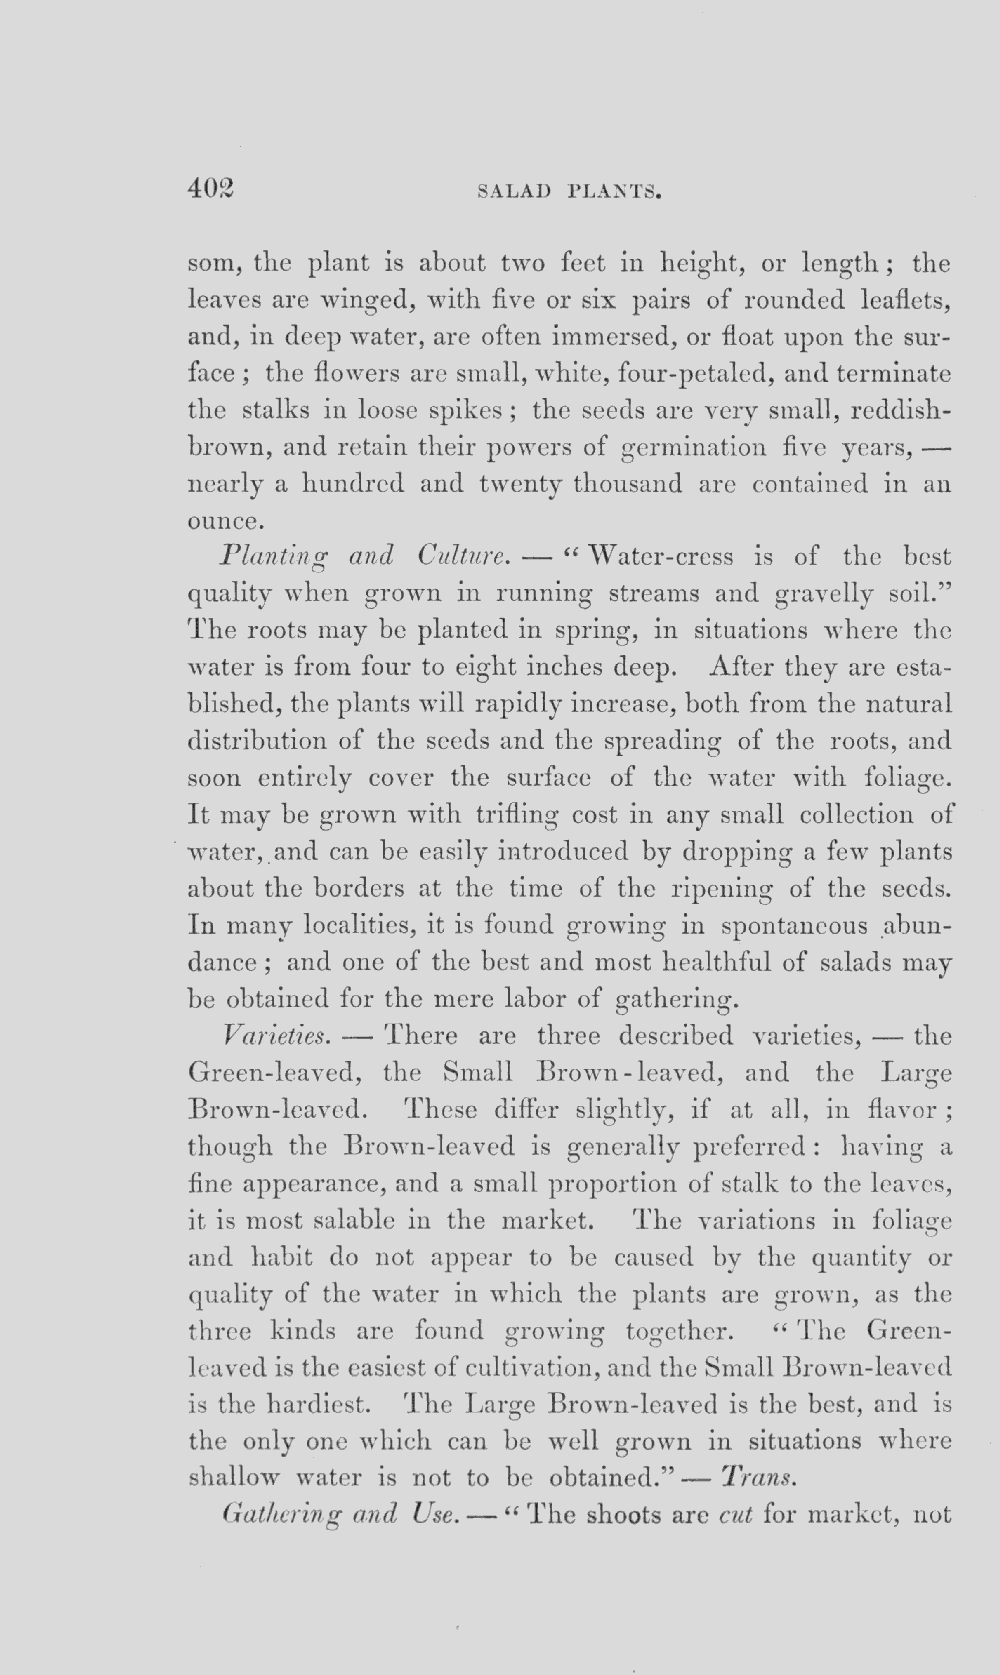 402 SALAD PLANTS.
som, the plant is about two feet in height, or length; the
leaves are winged, with five or six pairs of rounded leaflets,
and, in deep water, are often immersed, or float upon the sur-
face; the flowers are small, white, four-petaled, and terminate
the stalks in loose spikes; the seeds are very small, reddish-
brown, and retain their powers of germination five years, —
nearly a hundred and twenty thousand are contained in an
ounce.
Planting and Culture. — “Water-cress is of the best
quality when grown in running streams and gravelly soil.”
The roots may be planted in spring, in situations where the
water is from four to eight inches deep. After they are esta-
blished, the plants will rapidly increase, both from the natural
distribution of the seeds and the spreading of the roots, and
soon entirely cover the surface of the water with foliage.
It may be grown with trifling cost in any small collection of
water, and can be easily introduced by dropping a few plants
about the borders at the time of the ripening of the seeds.
In many localities, it is found growing in spontaneous abun-
dance; and one of the best and most healthful of salads may
be obtained for the mere labor of gathering.
Varieties. — There are three described varieties, — the
Green-leaved, the Small Brown-leaved, and the Large
Brown-leaved. These differ slightly, if at all, in flavor;
though the Brown-leaved is generally preferred: having a
fine appearance, and a small proportion of stalk to the leaves,
it is most salable in the market. The variations in foliage
and habit do not appear to be caused by the quantity or
quality of the water in which the plants are grown, as the
three kinds are found growing together. “The Green-
leaved is the easiest of cultivation, and the Small Brown-leaved
is the hardiest. The Large Brown-leaved is the best, and is
the only one which can be well grown in situations where
shallow water is not to be obtained.” — Trans.
Gathering and Use. — “The shoots are cut for market, not